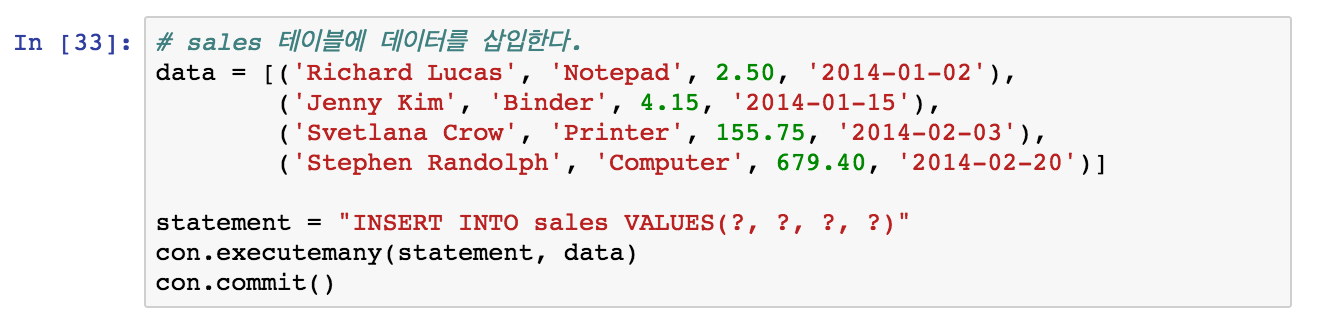 In [33]: # sales 테이블에 데이터를 삽입한다.
data = [('Richard Lucas', 'Notepad', 2.50, '2014-01-02'),
        ('Jenny Kim', 'Binder', 4.15, '2014-01-15'),
        ('Svetlana Crow', 'Printer', 155.75, '2014-02-03'),
        ('Stephen Randolph', 'Computer', 679.40, '2014-02-20')]
statement = "INSERT INTO sales VALUES(?, ?, ?, ?)"
con.executemany(statement, data)
con.commit()